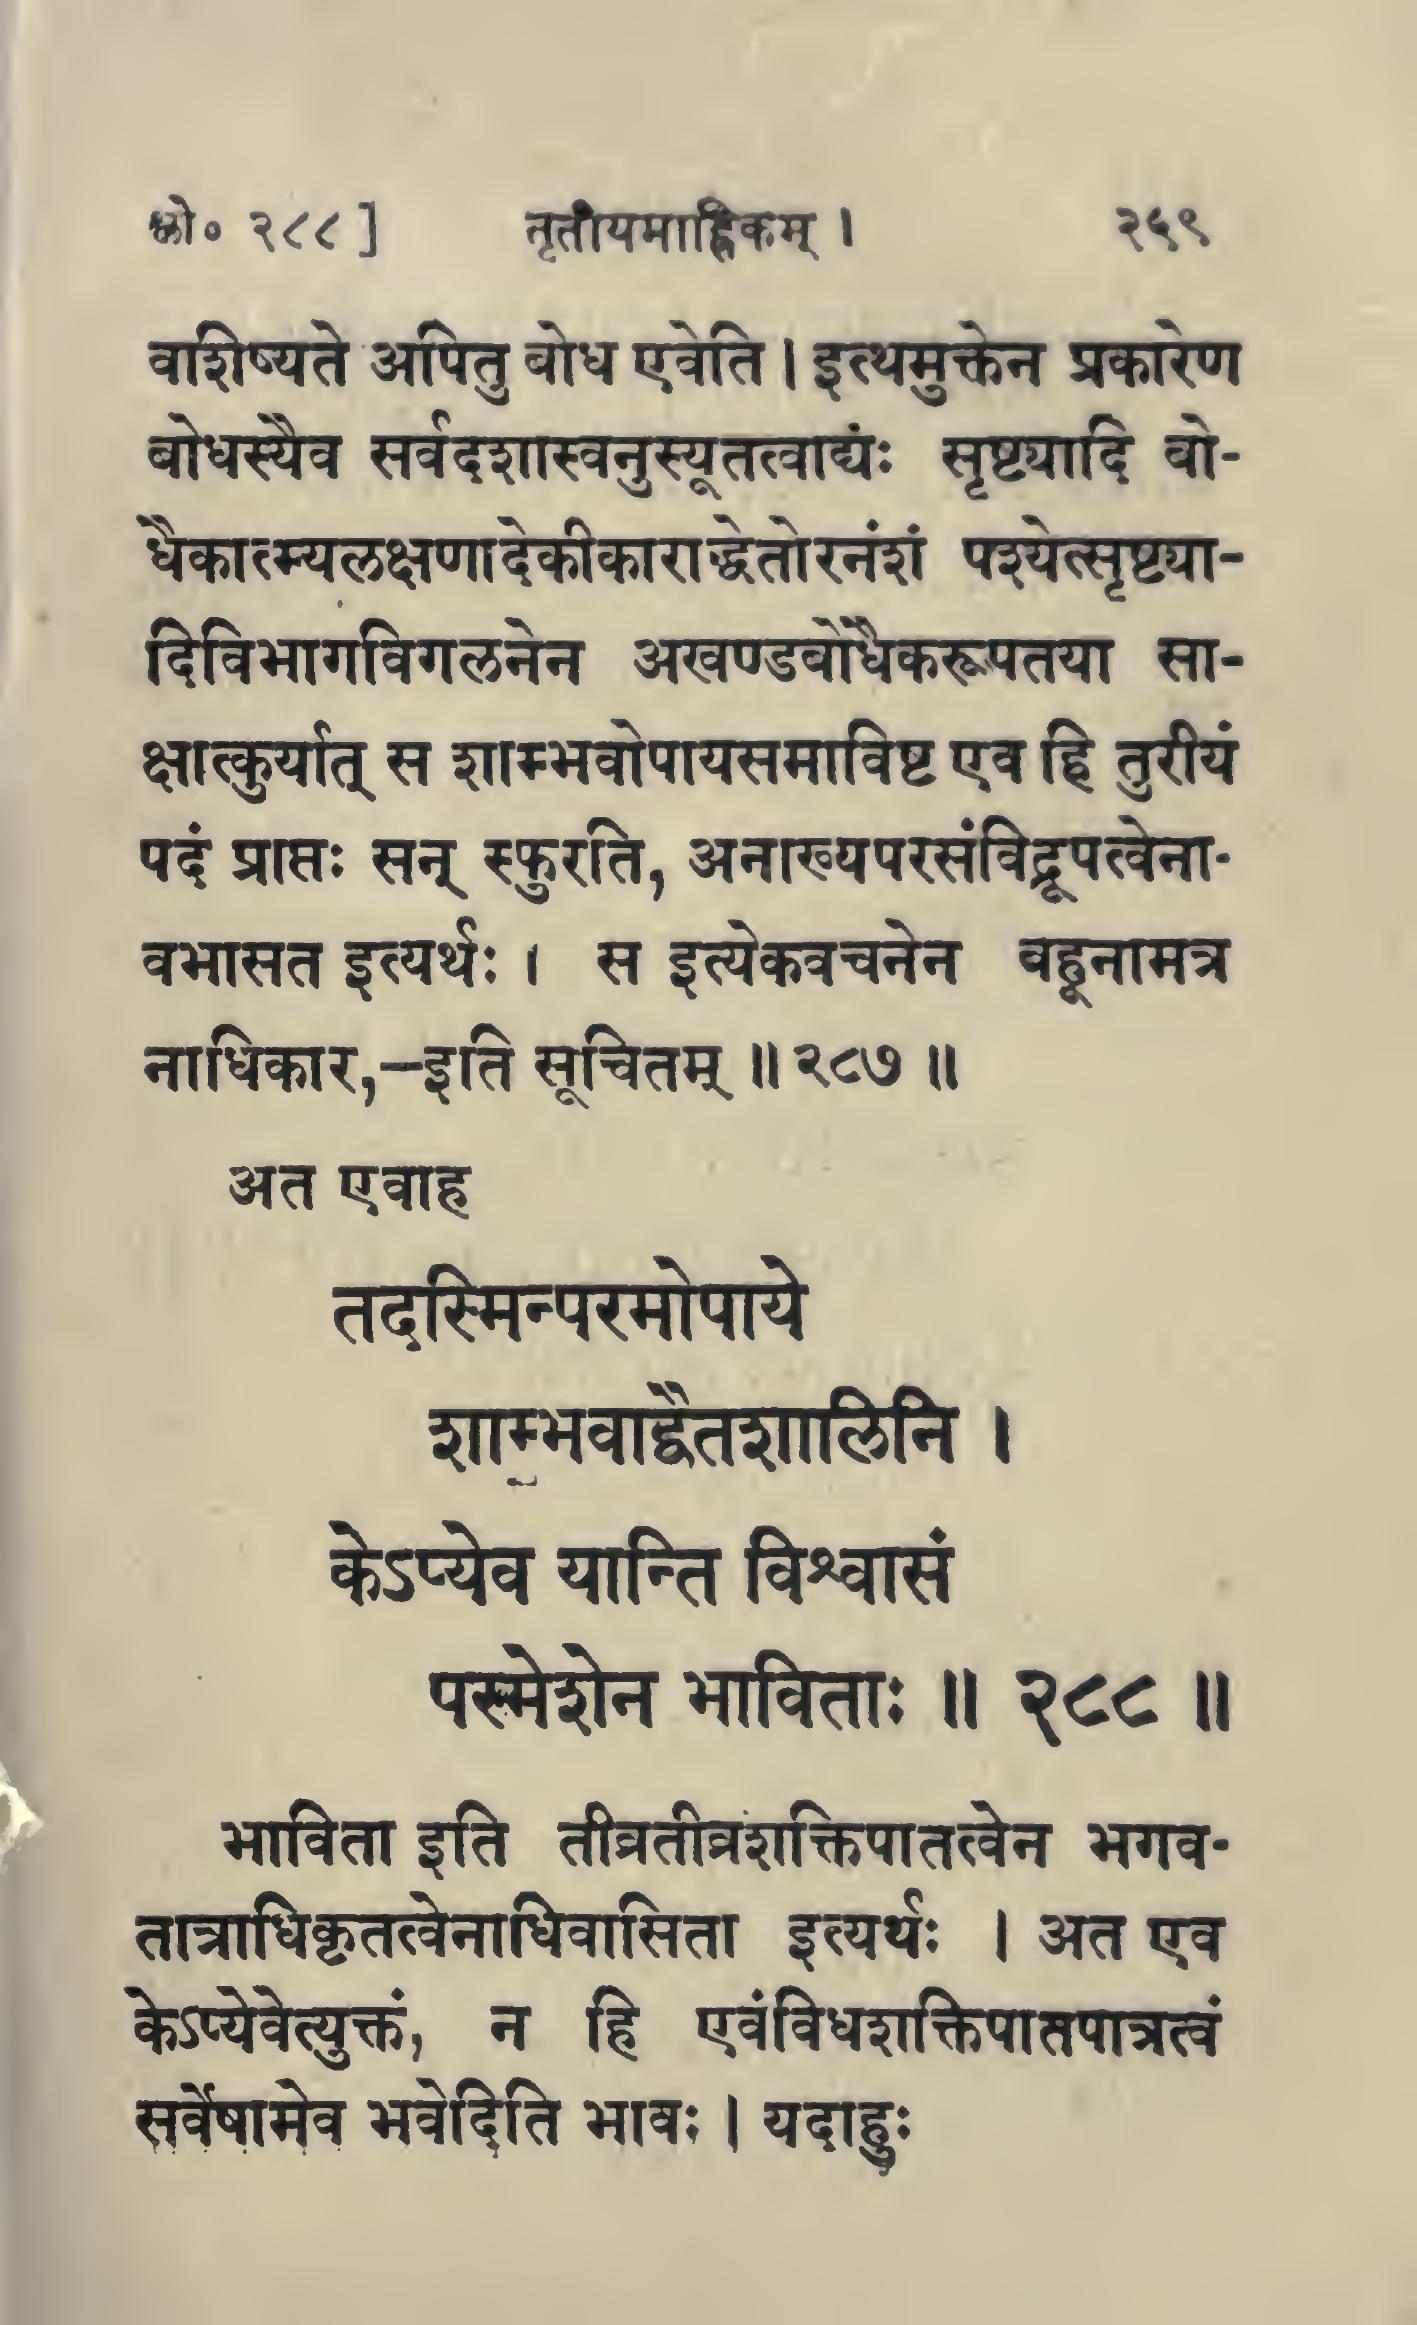 श्लो० २८८] तृतीयमाह्निकम् । २५९
वाशिष्यते अपितु बोध एवेति । इत्थमुक्तेन प्रकारेण
बोधस्यैव सर्वदशास्वनुस्यूतत्वाद्यः सृष्ट्यादि बो-
धैकात्म्यलक्षणादेकीकाराद्धेतोरनंशं पश्येत्सृष्ट्या-
दिविभागविगलनेन अखण्डबोधैकरूपतया सा-
क्षात्कुर्यात् स शाम्भवोपायसमाविष्ट एव हि तुरीयं
पदं प्राप्तः सन् स्फुरति, अनाख्यपरसंविद्रूपत्वेना-
वभासत इत्यर्थः । स इत्येकवचनेन बहूनामत्र
नाधिकार,—इति सूचितम् ॥ २८७ ॥
अत एवाह
तदस्मिन्परमोपाये
शाम्भवाद्वैतशालिनि ।
केऽप्येव यान्ति विश्वासं
परमेशेन भाविताः ॥ २८८ ॥
भाविता इति तीव्रतीव्रशक्तिपातत्वेन भगव-
तात्राधिकृतत्वेनाधिवासिता इत्यर्थः । अत एव
केऽप्येवेत्युक्तं, न हि एवंविधशक्तिपातपात्रत्वं
सर्वेषामेव भवेदिति भावः । यदाहुः